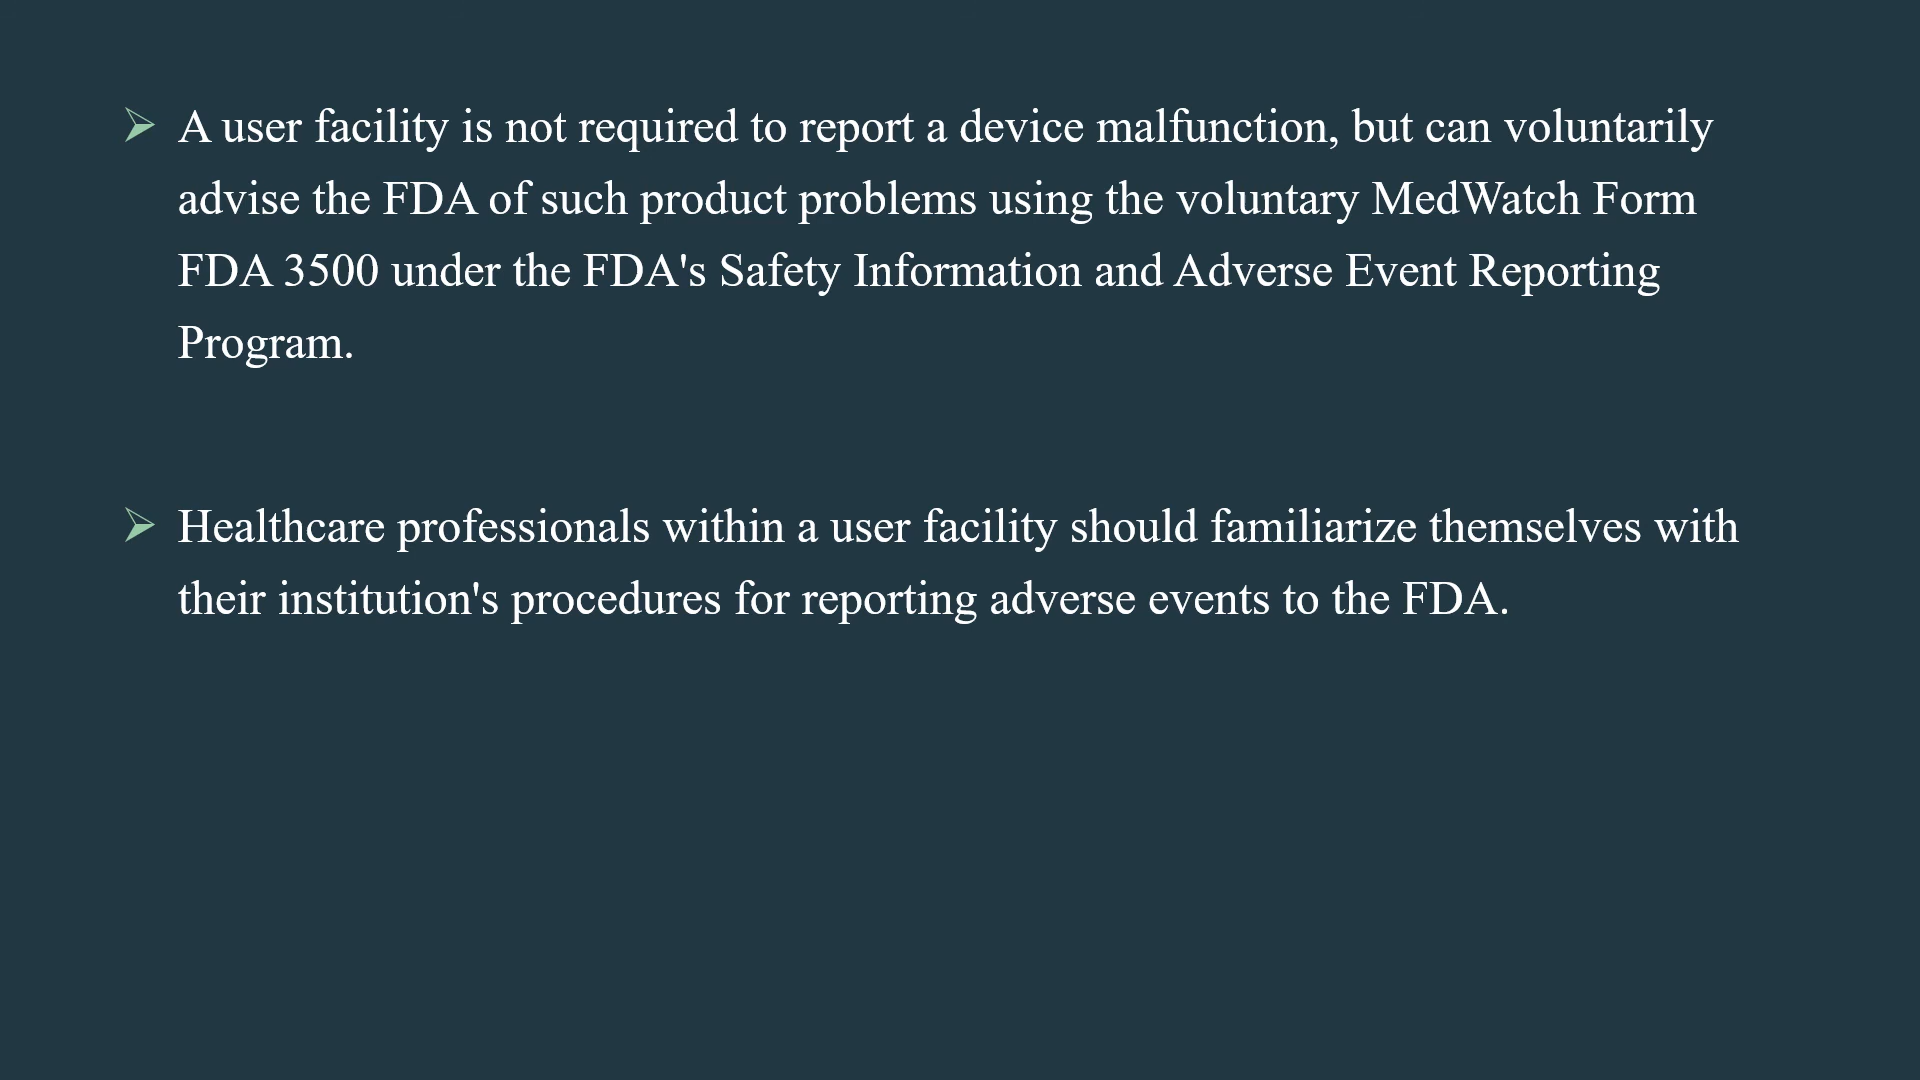 ➢ A user facility is not required to report a device malfunction, but can voluntarily
advise the FDA of such product problems using the voluntary MedWatch Form
FDA 3500 under the FDA's Safety Information and Adverse Event Reporting
Program.
➢ Healthcare professionals within a user facility should familiarize themselves with
their institution's procedures for reporting adverse events to the FDA.